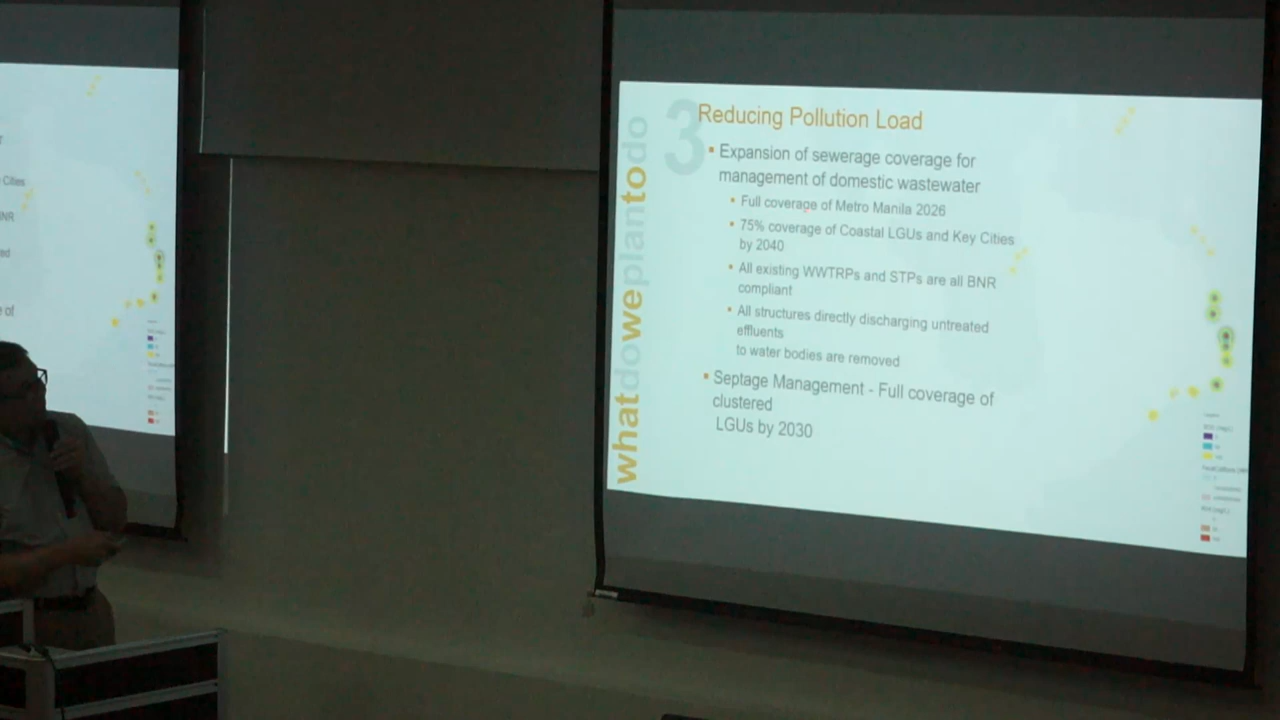 Cities
BNR
of
whatdoweplantodo
3
Reducing Pollution Load
Expansion of sewerage coverage for
management of domestic wastewater
Full coverage of Metro Manila 2026
75% coverage of Coastal LGUs and Key Cities
by 2040
All existing WWTRPs and STPs are all BNR
compliant
All structures directly discharging untreated
effluents
to water bodies are removed
Septage Management - Full coverage of
clustered
LGUs by 2030